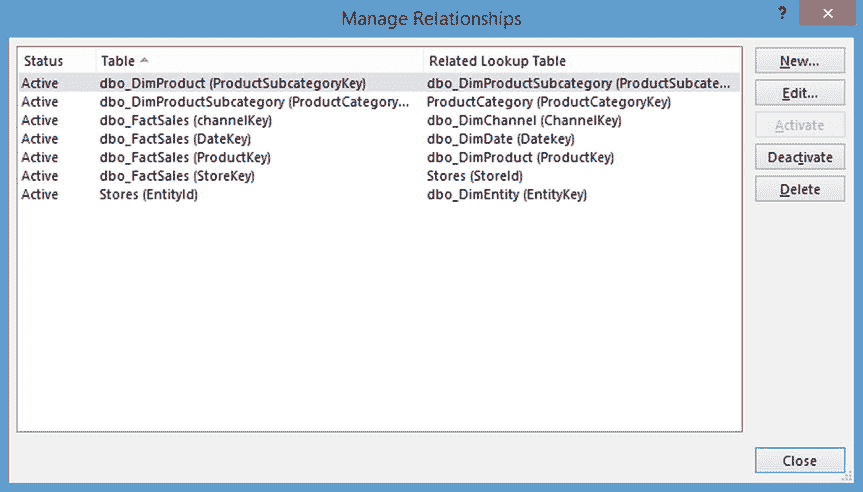 Manage Relationships
?
Status Table Related Lookup Table
Active dbo_DimProduct (ProductSubcategoryKey) dbo_DimProductSubcategory (ProductSubcate...
Active dbo_DimProductSubcategory (ProductCategory... ProductCategory (ProductCategoryKey)
Active dbo_FactSales (channelKey) dbo_DimChannel (ChannelKey)
Active dbo_FactSales (DateKey) dbo_DimDate (Datekey)
Active dbo_FactSales (ProductKey) dbo_DimProduct (ProductKey)
Active dbo_FactSales (StoreKey) Stores (StoreId)
Active Stores (EntityId) dbo_DimEntity (EntityKey)
New...
Edit...
Activate
Deactivate
Delete
Close